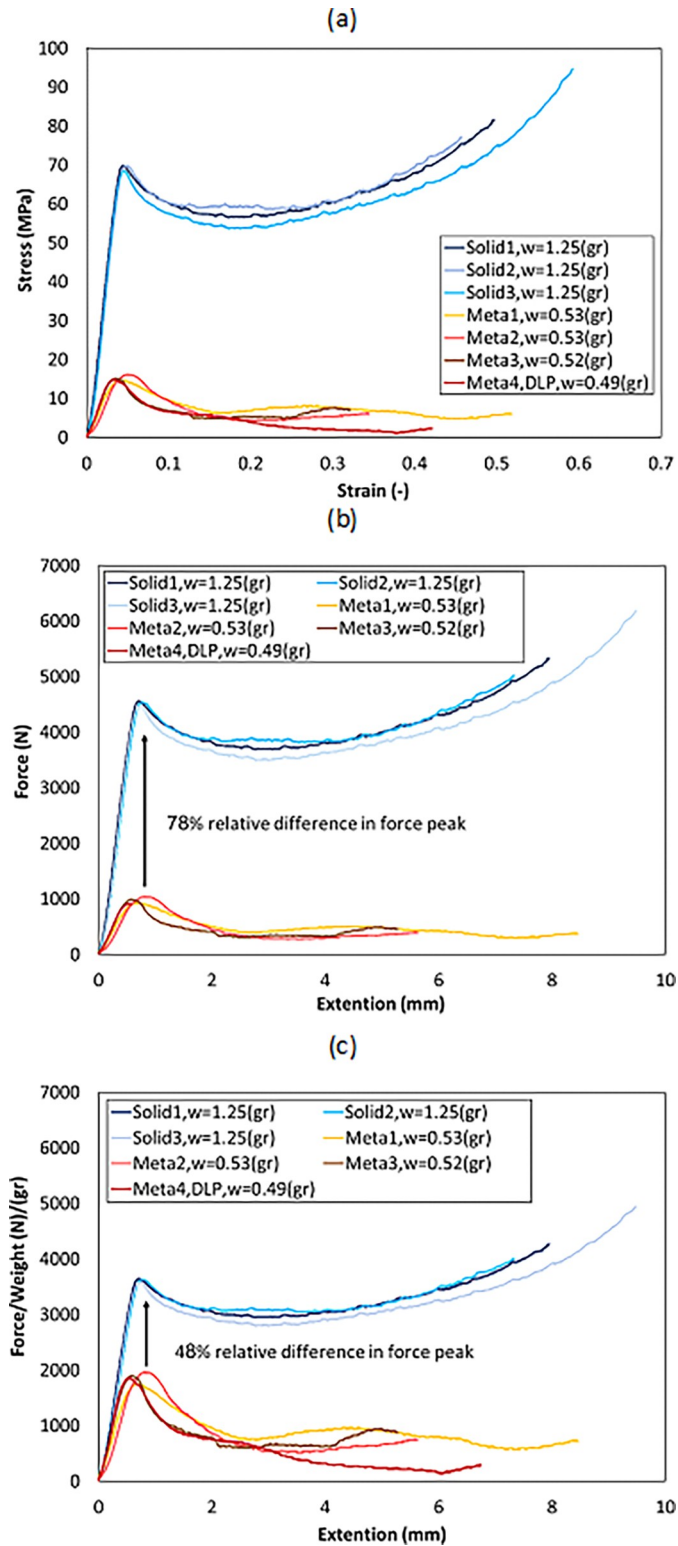 (a)
100
90
80
70
60
50
40
30
20
10
0
Stress (MPa)
Solid1,w=1.25(gr)
Solid2,w=1.25(gr)
Solid3,w=1.25(gr)
Meta1,w=0.53(gr)
Meta2,w=0.53(gr)
Meta3,w=0.52(gr)
Meta4,DLP,w=0.49(gr)
0 0.1 0.2 0.3 0.4 0.5 0.6 0.7
Strain (-)
(b)
7000
6000
5000
4000
3000
2000
1000
0
Force (N)
Solid1,w=1.25(gr) Solid2,w=1.25(gr)
Solid3,w=1.25(gr) Meta1,w=0.53(gr)
Meta2,w=0.53(gr) Meta3,w=0.52(gr)
Meta4,DLP,w=0.49(gr)
78% relative difference in force peak
0 2 4 6 8 10
Extention (mm)
(c)
7000
6000
5000
4000
3000
2000
1000
0
Force/Weight (N)/(gr)
Solid1,w=1.25(gr) Solid2,w=1.25(gr)
Solid3,w=1.25(gr) Meta1,w=0.53(gr)
Meta2,w=0.53(gr) Meta3,w=0.52(gr)
Meta4,DLP,w=0.49(gr)
48% relative difference in force peak
0 2 4 6 8 10
Extention (mm)